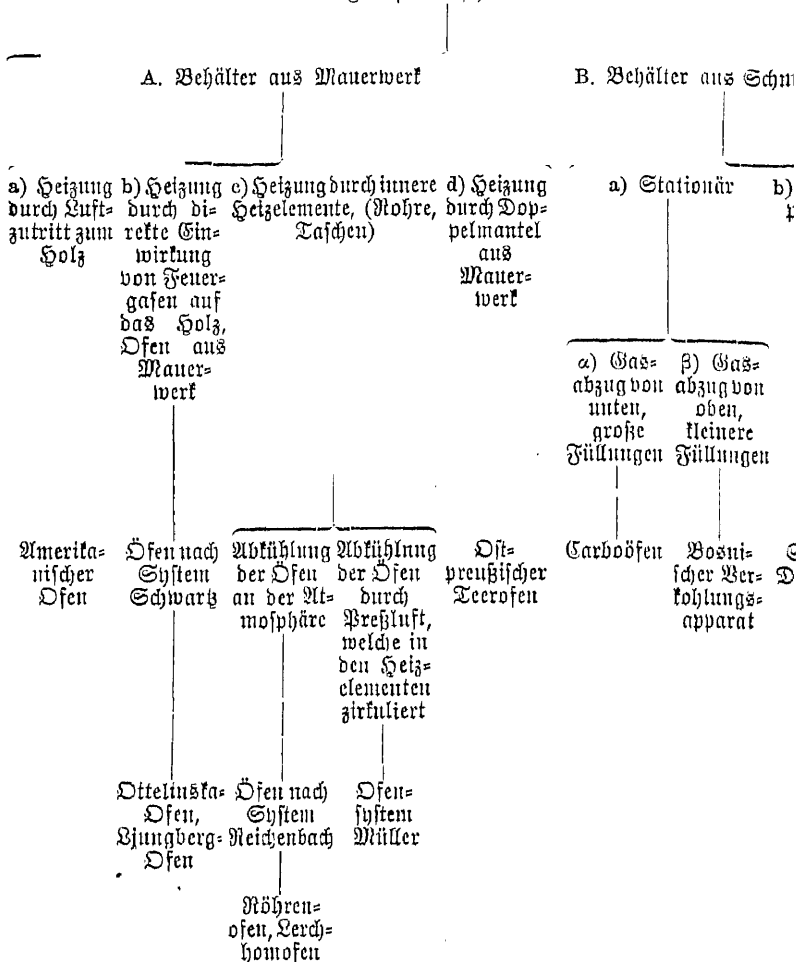 A. Behälter aus Mauerwerk
B. Behälter aus
a) Heizung
durch Luft-
zutritt zum
Holz
b) Heizung
durch di-
rekte Ein-
wirkung
von Feuer-
gasen auf
das Holz,
Ofen aus
Mauer-
werk
c) Heizung durch innere
Heizelemente, (Rohre,
Taschen)
d) Heizung
durch Dop-
pelmantel
aus
Mauer-
werk
a) Stationär
b)
α) Gas-
abzug von
unten,
große
Füllungen
β) Gas-
abzug von
oben,
kleinere
Füllungen
Amerika-
nischer
Ofen
Öfen nach
System
Schwartz
Abkühlung
der Öfen
an der At-
mosphäre
Abkühlung
der Öfen
durch
Preßluft,
welche in
den Heiz-
elementen
zirkuliert
Ost-
preußischer
Teerofen
Carboöfen
Bosni-
scher Ver-
kohlungs-
apparat
Ottelinska-
Ofen,
Ljungberg-
Ofen
Öfen nach
System
Reichenbach
Ofen-
system
Müller
Röhren-
ofen, Lerch-
homofen